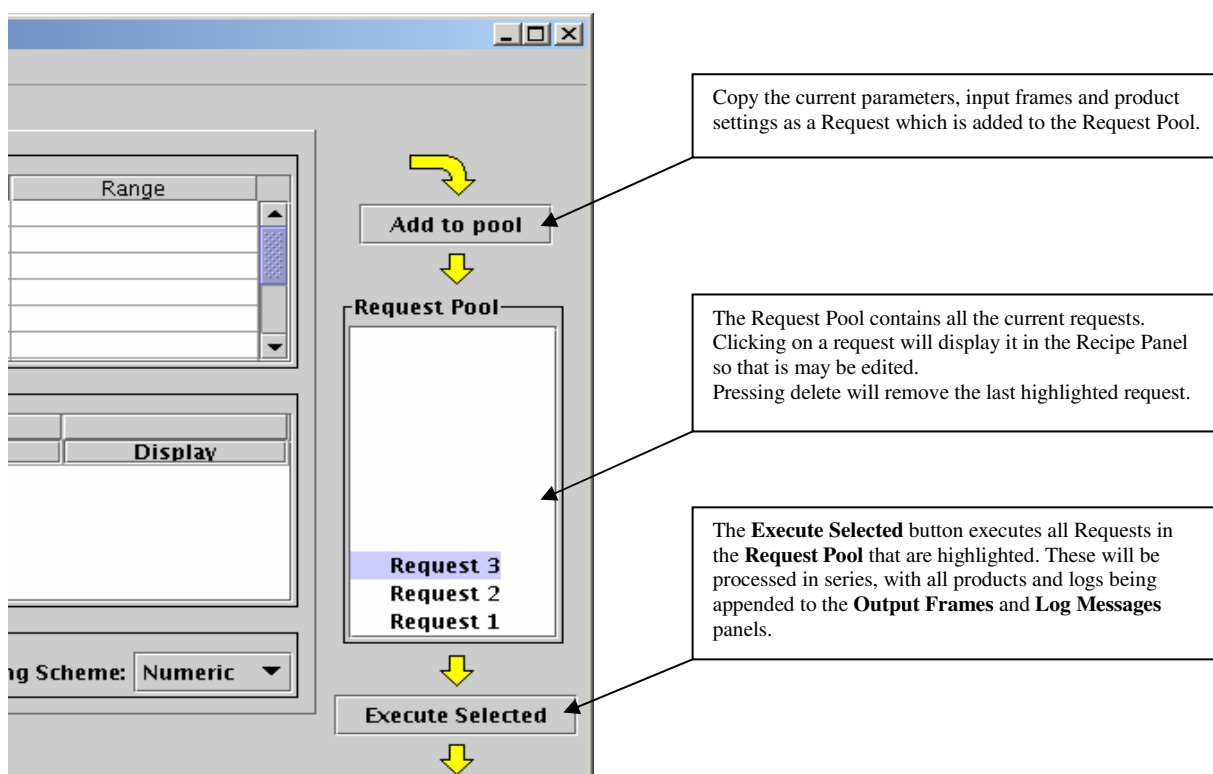 Copy the current parameters, input frames and product
settings as a Request which is added to the Request Pool.
Range
Add to pool
Request Pool
The Request Pool contains all the current requests.
Clicking on a request will display it in the Recipe Panel
so that is may be edited.
Pressing delete will remove the last highlighted request.
Display
The Execute Selected button executes all Requests in
the Request Pool that are highlighted. These will be
processed in series, with all products and logs being
appended to the Output Frames and Log Messages
panels.
Request 3
Request 2
Request 1
ng Scheme: Numeric
Execute Selected